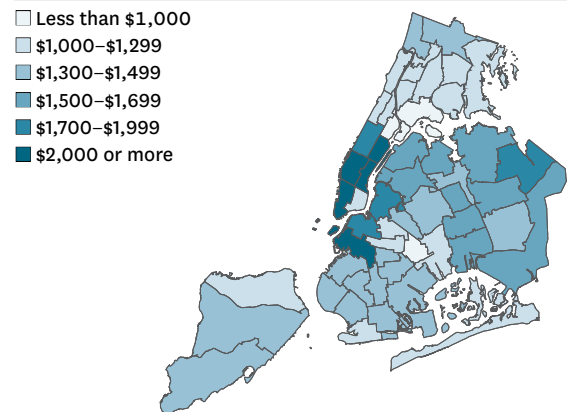 Less than $1,000
$1,000–$1,299
$1,300–$1,499
$1,500–$1,699
$1,700–$1,999
$2,000 or more